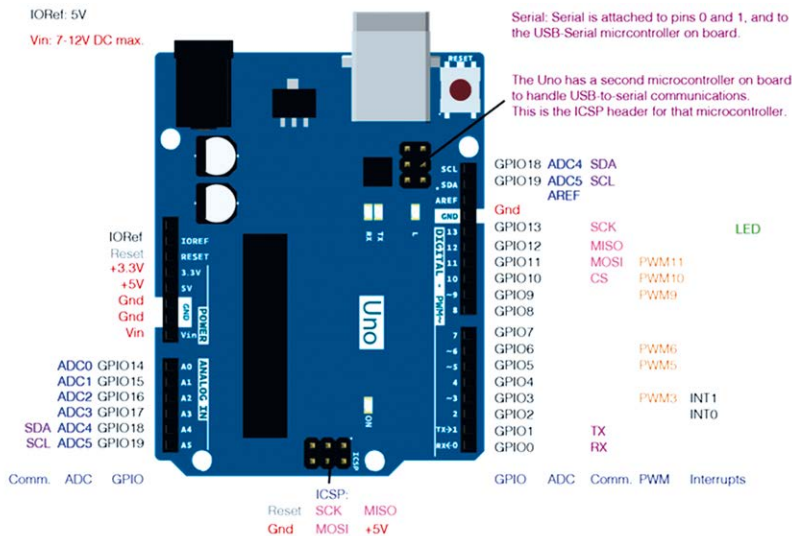 IORef: 5V
Vin: 7-12V DC max.
Serial: Serial is attached to pins 0 and 1, and to
the USB-Serial micrcontroller on board.
The Uno has a second microcontroller on board
to handle USB-to-serial communications.
This is the ICSP header for that microcontroller.
RESET
SCL
SDA
AREF
GND
13
12
11
10
~9
8
7
~6
~5
4
~3
2
TX→1
RX←0
DIGITAL - PWM~
RX
TX
L
Uno
ON
ICSP
IOREF
RESET
3.3V
5V
GND
Vin
POWER
A0
A1
A2
A3
A4
A5
ANALOG IN
IORef
Reset
+3.3V
+5V
Gnd
Gnd
Vin
ADC0 GPIO14
ADC1 GPIO15
ADC2 GPIO16
ADC3 GPIO17
SDA ADC4 GPIO18
SCL ADC5 GPIO19
Comm. ADC GPIO
GPIO18 ADC4 SDA
GPIO19 ADC5 SCL
AREF
Gnd
GPIO13 SCK LED
GPIO12 MISO
GPIO11 MOSI PWM11
GPIO10 CS PWM10
GPIO9 PWM9
GPIO8
GPIO7
GPIO6 PWM6
GPIO5 PWM5
GPIO4
GPIO3 PWM3 INT1
GPIO2 INT0
GPIO1 TX
GPIO0 RX
GPIO ADC Comm. PWM Interrupts
ICSP:
Reset SCK MISO
Gnd MOSI +5V